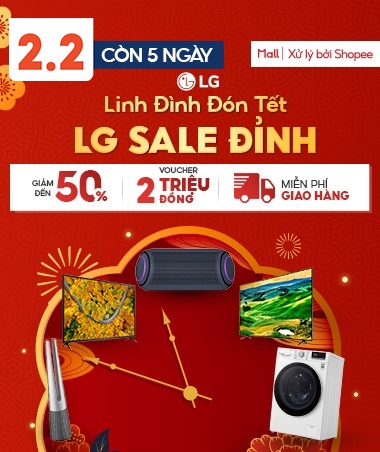 2.2 CÒN 5 NGÀY
Mall | Xử lý bởi Shopee
LG
Linh Đình Đón Tết
LG SALE ĐỈNH
GIẢM ĐẾN 50%
VOUCHER
2 TRIỆU ĐỒNG
MIỄN PHÍ
GIAO HÀNG